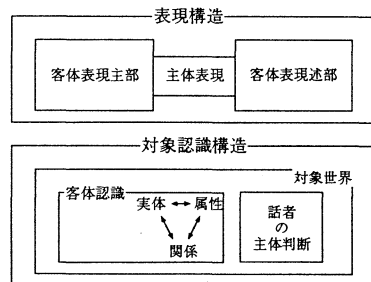 表現構造
客体表現主部
主体表現
客体表現述部
対象認識構造
対象世界
客体認識
実体
属性
関係
話者
の
主体判断